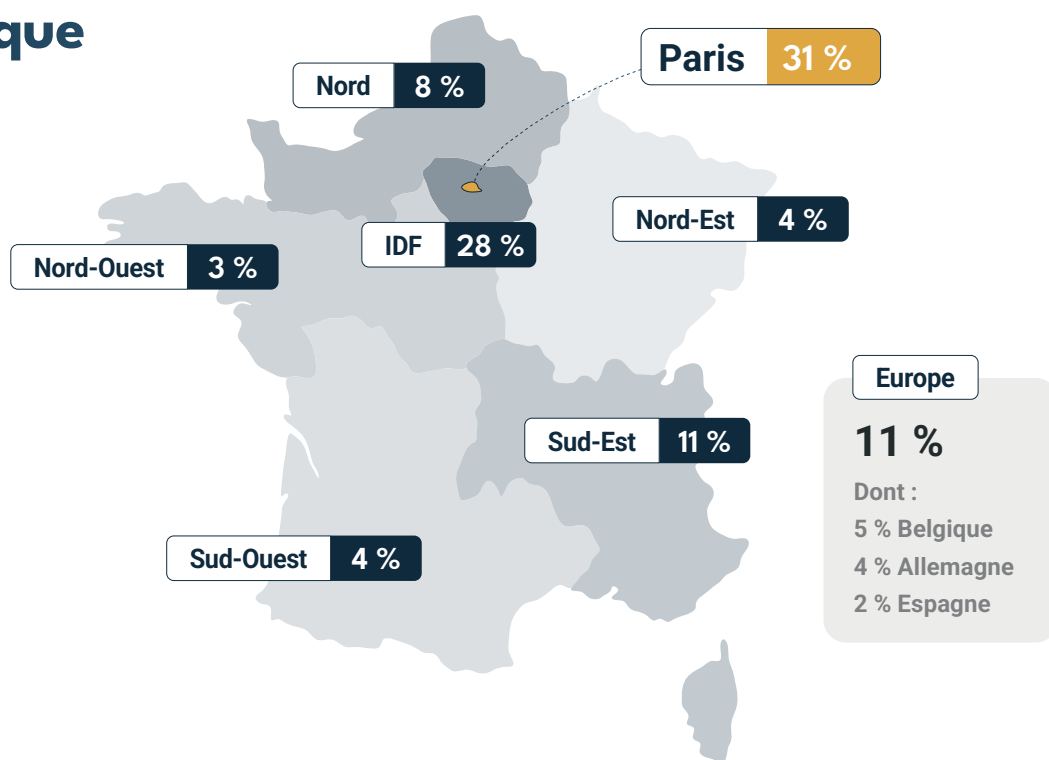 que
Paris 31 %
Nord 8 %
Nord-Est 4 %
IDF 28 %
Nord-Ouest 3 %
Europe
11 %
Dont :
5 % Belgique
4 % Allemagne
2 % Espagne
Sud-Est 11 %
Sud-Ouest 4 %